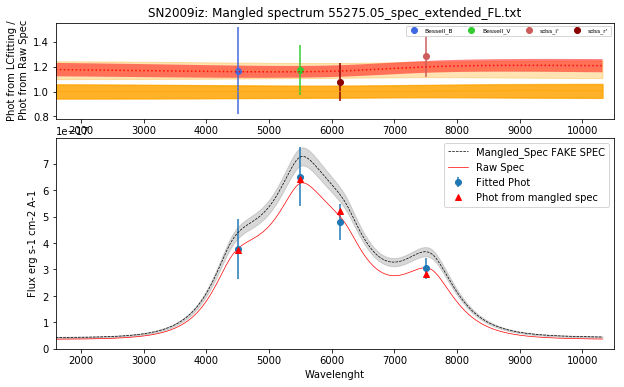 SN2009iz: Mangled spectrum 55275.05_spec_extended_FL.txt
Phot from LCfitting /
Phot from Raw Spec
1.4
1.2
1.0
0.8
Bessell_B
Bessell_V
sdss_i'
sdss_r'
2000 3000 4000 5000 6000 7000 8000 9000 10000
1e−17
Flux erg s-1 cm-2 A-1
7
6
5
4
3
2
1
0
Mangled_Spec FAKE SPEC
Raw Spec
Fitted Phot
Phot from mangled spec
2000 3000 4000 5000 6000 7000 8000 9000 10000
Wavelenght